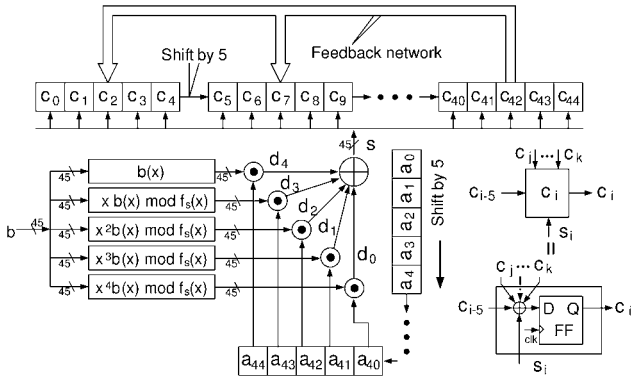 Shift by 5
Feedback network
C0 C1 C2 C3 C4 C5 C6 C7 C8 C9 C40 C41 C42 C43 C44
45 s
b(x) 45 45 d4
x b(x) mod fs(x) 45 45 d3
b 45 x²b(x) mod fs(x) 45 45 d2
x³b(x) mod fs(x) 45 45 d1
x⁴b(x) mod fs(x) 45 45 d0
a44 a43 a42 a41 a40
a0 a1 a2 a3 a4
Shift by 5
Cj ... Ck
Ci-5 Ci Ci
si
=
Cj ... Ck
Ci-5 D Q Ci
clk FF
si